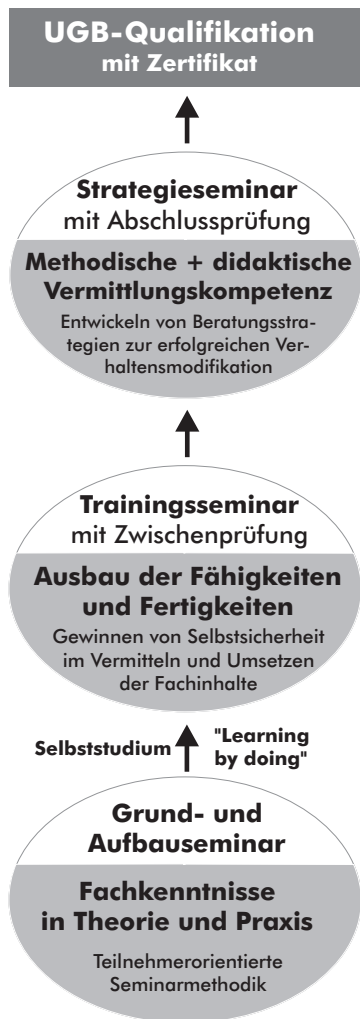 UGB-Qualifikation
mit Zertifikat
Strategieseminar
mit Abschlussprüfung
Methodische + didaktische
Vermittlungskompetenz
Entwickeln von Beratungsstra-
tegien zur erfolgreichen Ver-
haltensmodifikation
Trainingsseminar
mit Zwischenprüfung
Ausbau der Fähigkeiten
und Fertigkeiten
Gewinnen von Selbstsicherheit
im Vermitteln und Umsetzen
der Fachinhalte
Selbststudium
"Learning
by doing"
Grund- und
Aufbauseminar
Fachkenntnisse
in Theorie und Praxis
Teilnehmerorientierte
Seminarmethodik